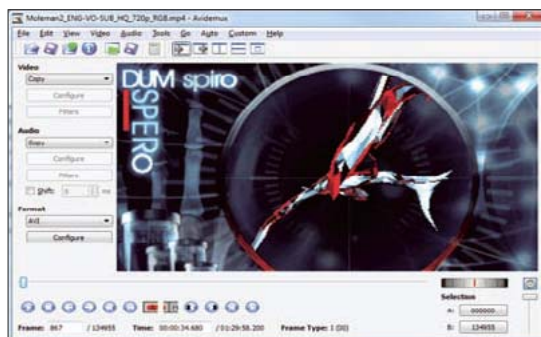 Moleman2_ENG-VO-SUB_HQ_720p_RGB.mp4 - Avidemux
File Edit View Video Audio Tools Go Auto Custom Help
Video
Copy
Configure
Filters
Audio
Copy
Configure
Filters
Shift: 0 ms
Format
AVI
Configure
DUM spiro
SPERO
Selection
A: 000000
B: 134955
Frame: 867 / 134955 Time: 00:00:34.680 / 01:29:58.200 Frame Type: I (00)